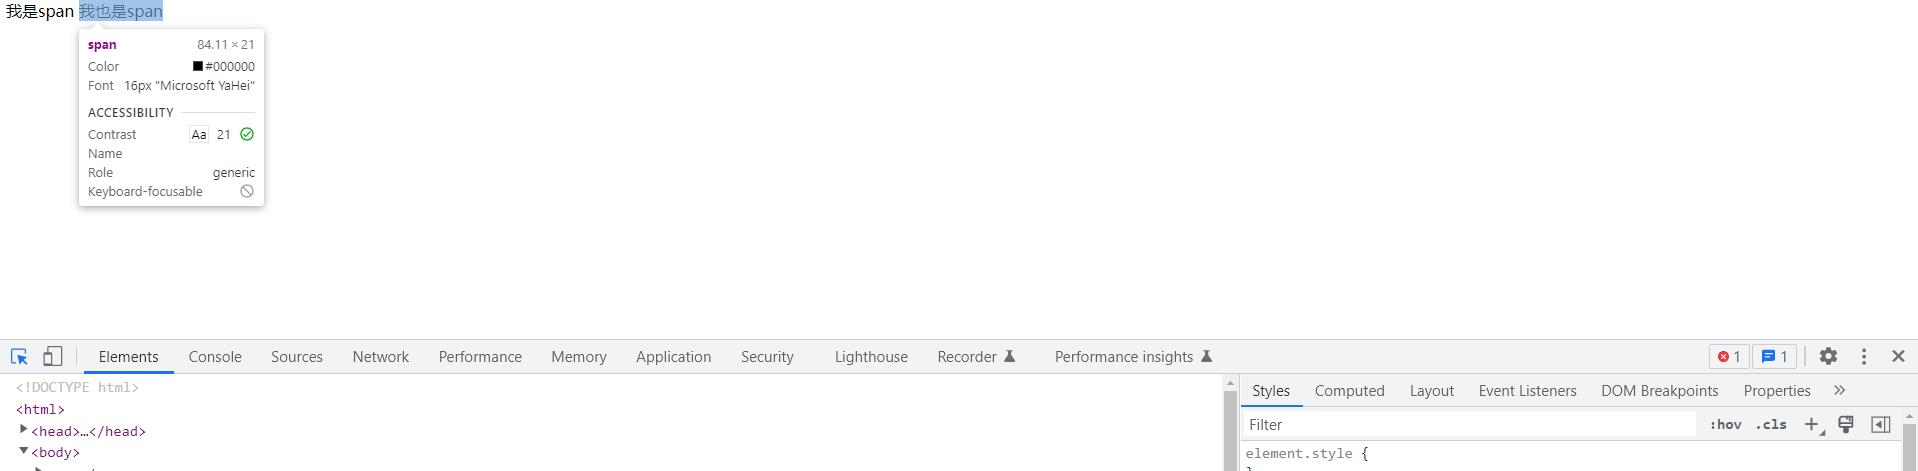 我是span 我也是span
span 84.11 × 21
Color #000000
Font 16px "Microsoft YaHei"
ACCESSIBILITY
Contrast Aa 21
Name
Role generic
Keyboard-focusable
Elements Console Sources Network Performance Memory Application Security Lighthouse Recorder Performance insights 1 1
<!DOCTYPE html>
<html>
<head>…</head>
<body>
Styles Computed Layout Event Listeners DOM Breakpoints Properties
Filter :hov .cls
element.style {